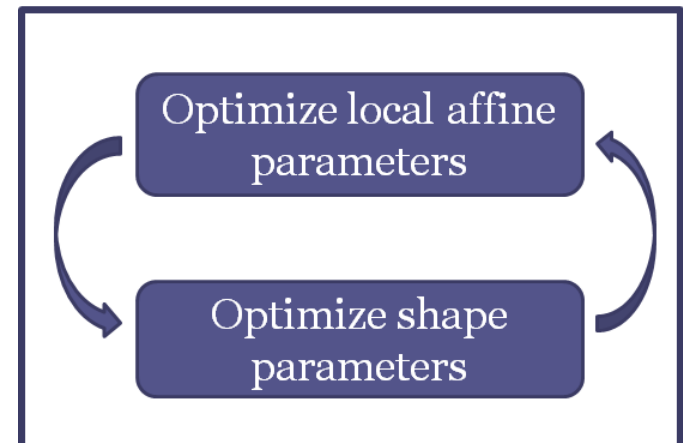 Optimize local affine
parameters
Optimize shape
parameters